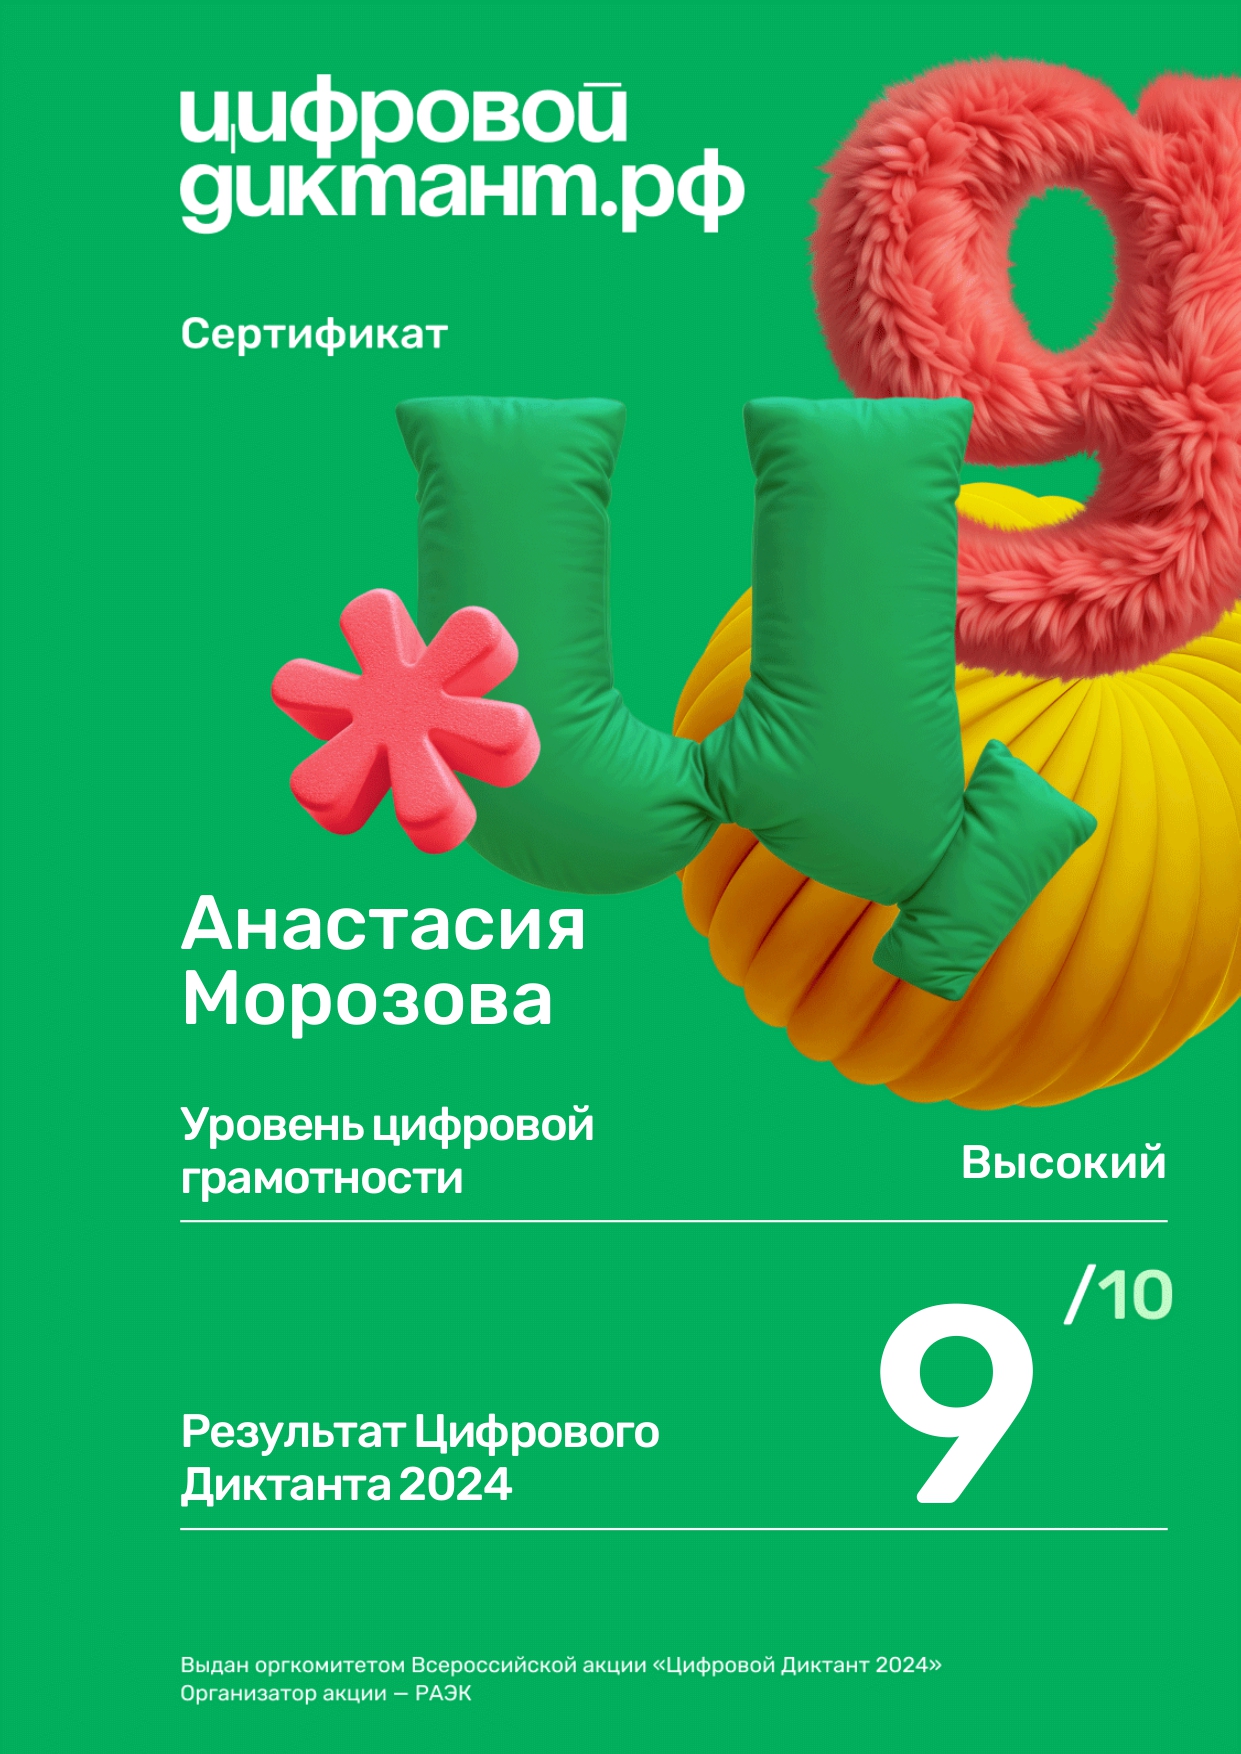 цифровой
диктант.рф
Сертификат
Анастасия
Морозова
Уровень цифровой
грамотности
Высокий
9 /10
Результат Цифрового
Диктанта 2024
Выдан оргкомитетом Всероссийской акции «Цифровой Диктант 2024»
Организатор акции — РАЭК